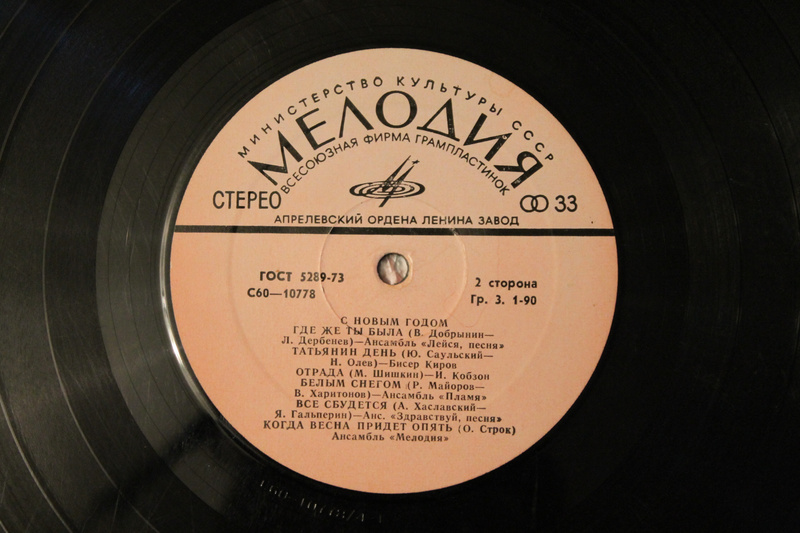 МИНИСТЕРСТВО КУЛЬТУРЫ СССР
МЕЛОДИЯ
ВСЕСОЮЗНАЯ ФИРМА ГРАМПЛАСТИНОК
СТЕРЕО
33
АПРЕЛЕВСКИЙ ОРДЕНА ЛЕНИНА ЗАВОД
ГОСТ 5289-73
С60—10778
2 сторона
Гр. 3. 1-90
С НОВЫМ ГОДОМ
ГДЕ ЖЕ ТЫ БЫЛА (В. Добрынин—
Л. Дербенев)—Ансамбль «Лейся, песня»
ТАТЬЯНИН ДЕНЬ (Ю. Саульский—
Н. Олев)—Бисер Киров
ОТРАДА (М. Шишкин)—И. Кобзон
БЕЛЫМ СНЕГОМ (Р. Майоров—
В. Харитонов)—Ансамбль «Пламя»
ВСЕ СБУДЕТСЯ (А. Хаславский—
Я. Гальперин)—Анс. «Здравствуй, песня»
КОГДА ВЕСНА ПРИДЕТ ОПЯТЬ (О. Строк)
Ансамбль «Мелодия»